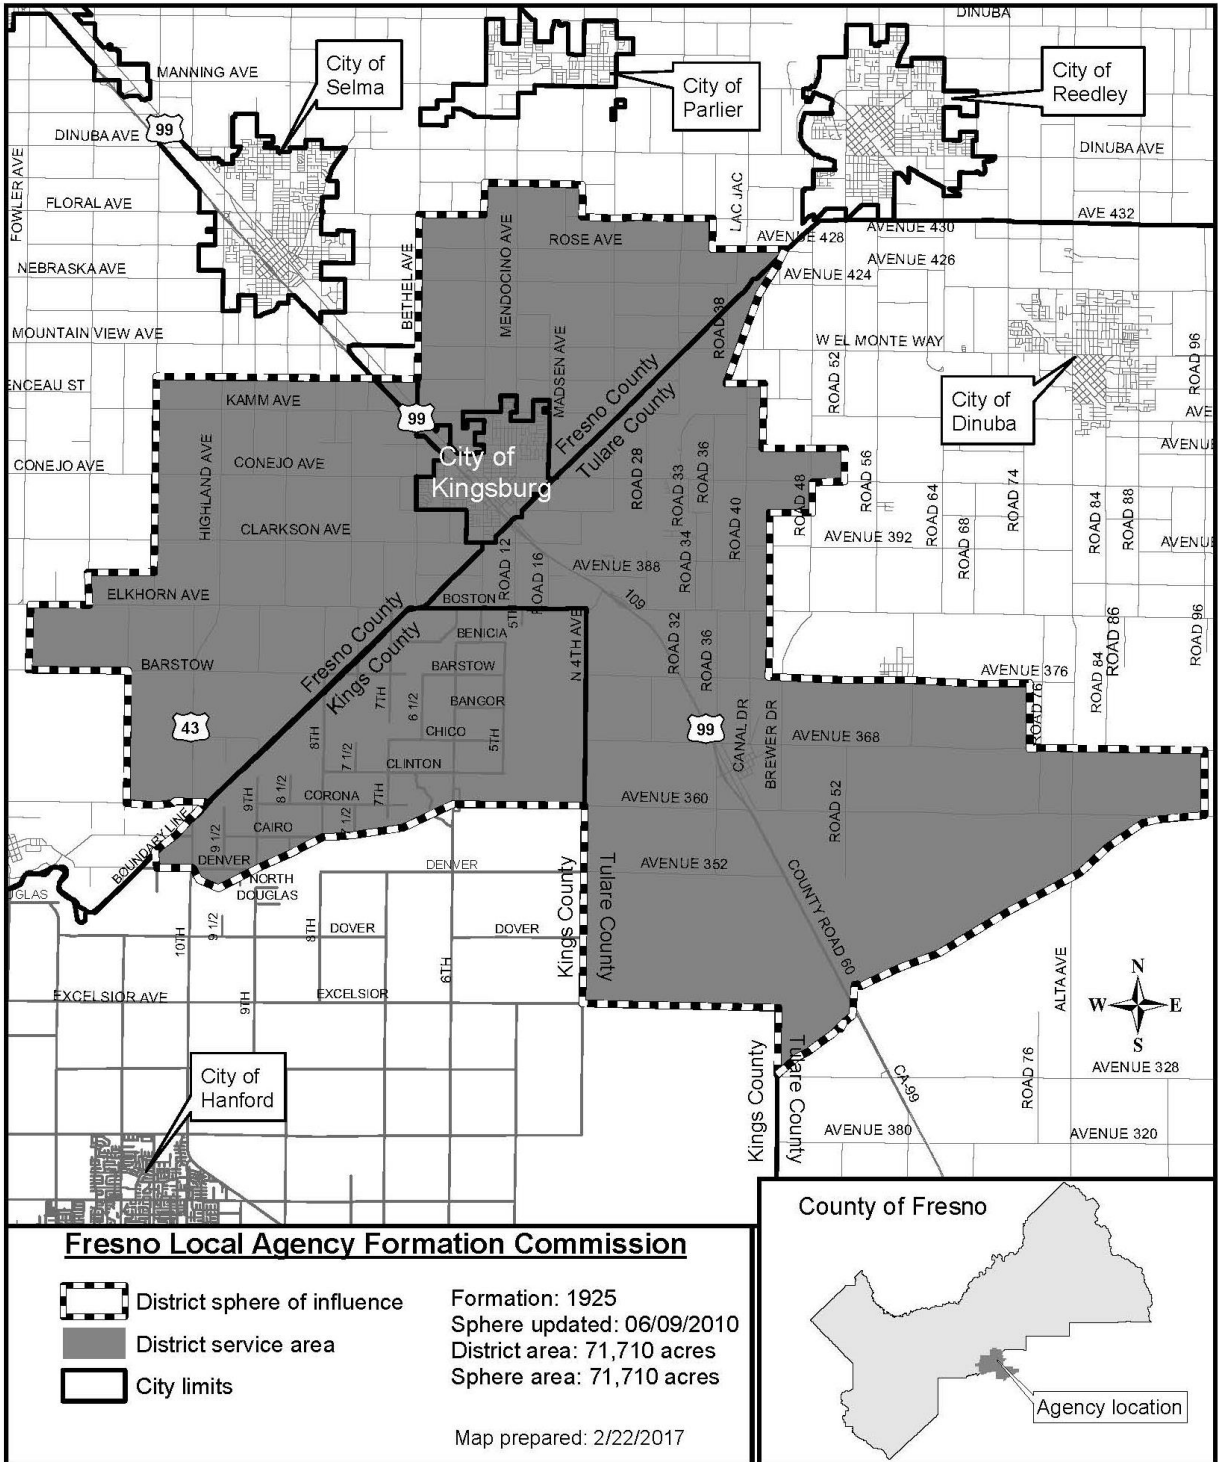 DINUBA
MANNING AVE
City of
Selma
City of
Parlier
City of
Reedley
99
DINUBA AVE
DINUBA AVE
FOWLER AVE
FLORAL AVE
LAC JAC
AVE 432
MENDOCINO AVE
ROSE AVE
AVENUE 428
AVENUE 430
NEBRASKA AVE
BETHEL AVE
AVENUE 426
AVENUE 424
MOUNTAIN VIEW AVE
MADSEN AVE
ROAD 38
W EL MONTE WAY
ROAD 52
ROAD 96
ENCEAU ST
KAMM AVE
99
Fresno County
Tulare County
City of
Dinuba
AVE
AVENUE
CONEJO AVE
HIGHLAND AVE
CONEJO AVE
City of
Kingsburg
ROAD 28
ROAD 33
ROAD 36
ROAD 40
ROAD 48
ROAD 56
ROAD 64
ROAD 68
ROAD 74
ROAD 84
ROAD 88
CLARKSON AVE
AVENUE 392
AVENUE
ROAD 12
ROAD 16
AVENUE 388
ROAD 34
ELKHORN AVE
BOSTON
5TH
109
Fresno County
Kings County
BENICIA
N 4TH AVE
ROAD 32
ROAD 36
ROAD 86
ROAD 96
BARSTOW
BARSTOW
AVENUE 376
ROAD 84
ROAD 76
7TH
6 1/2
BANGOR
43
8TH
CHICO
5TH
99
CANAL DR
BREWER DR
AVENUE 368
7 1/2
CLINTON
9TH
8 1/2
CORONA
7TH
AVENUE 360
ROAD 52
BOUNDARY LINE
9 1/2
CAIRO
7 1/2
DENVER
DENVER
AVENUE 352
NORTH
DOUGLAS
UGLAS
Kings County
Tulare County
COUNTY ROAD 60
10TH
9 1/2
8TH
DOVER
DOVER
6TH
ALTA AVE
EXCELSIOR AVE
9TH
EXCELSIOR
N
W E
S
City of
Hanford
Kings County
Tulare County
CA-99
ROAD 76
AVENUE 328
AVENUE 380
AVENUE 320
Fresno Local Agency Formation Commission
District sphere of influence
District service area
City limits
Formation: 1925
Sphere updated: 06/09/2010
District area: 71,710 acres
Sphere area: 71,710 acres
Map prepared: 2/22/2017
County of Fresno
Agency location